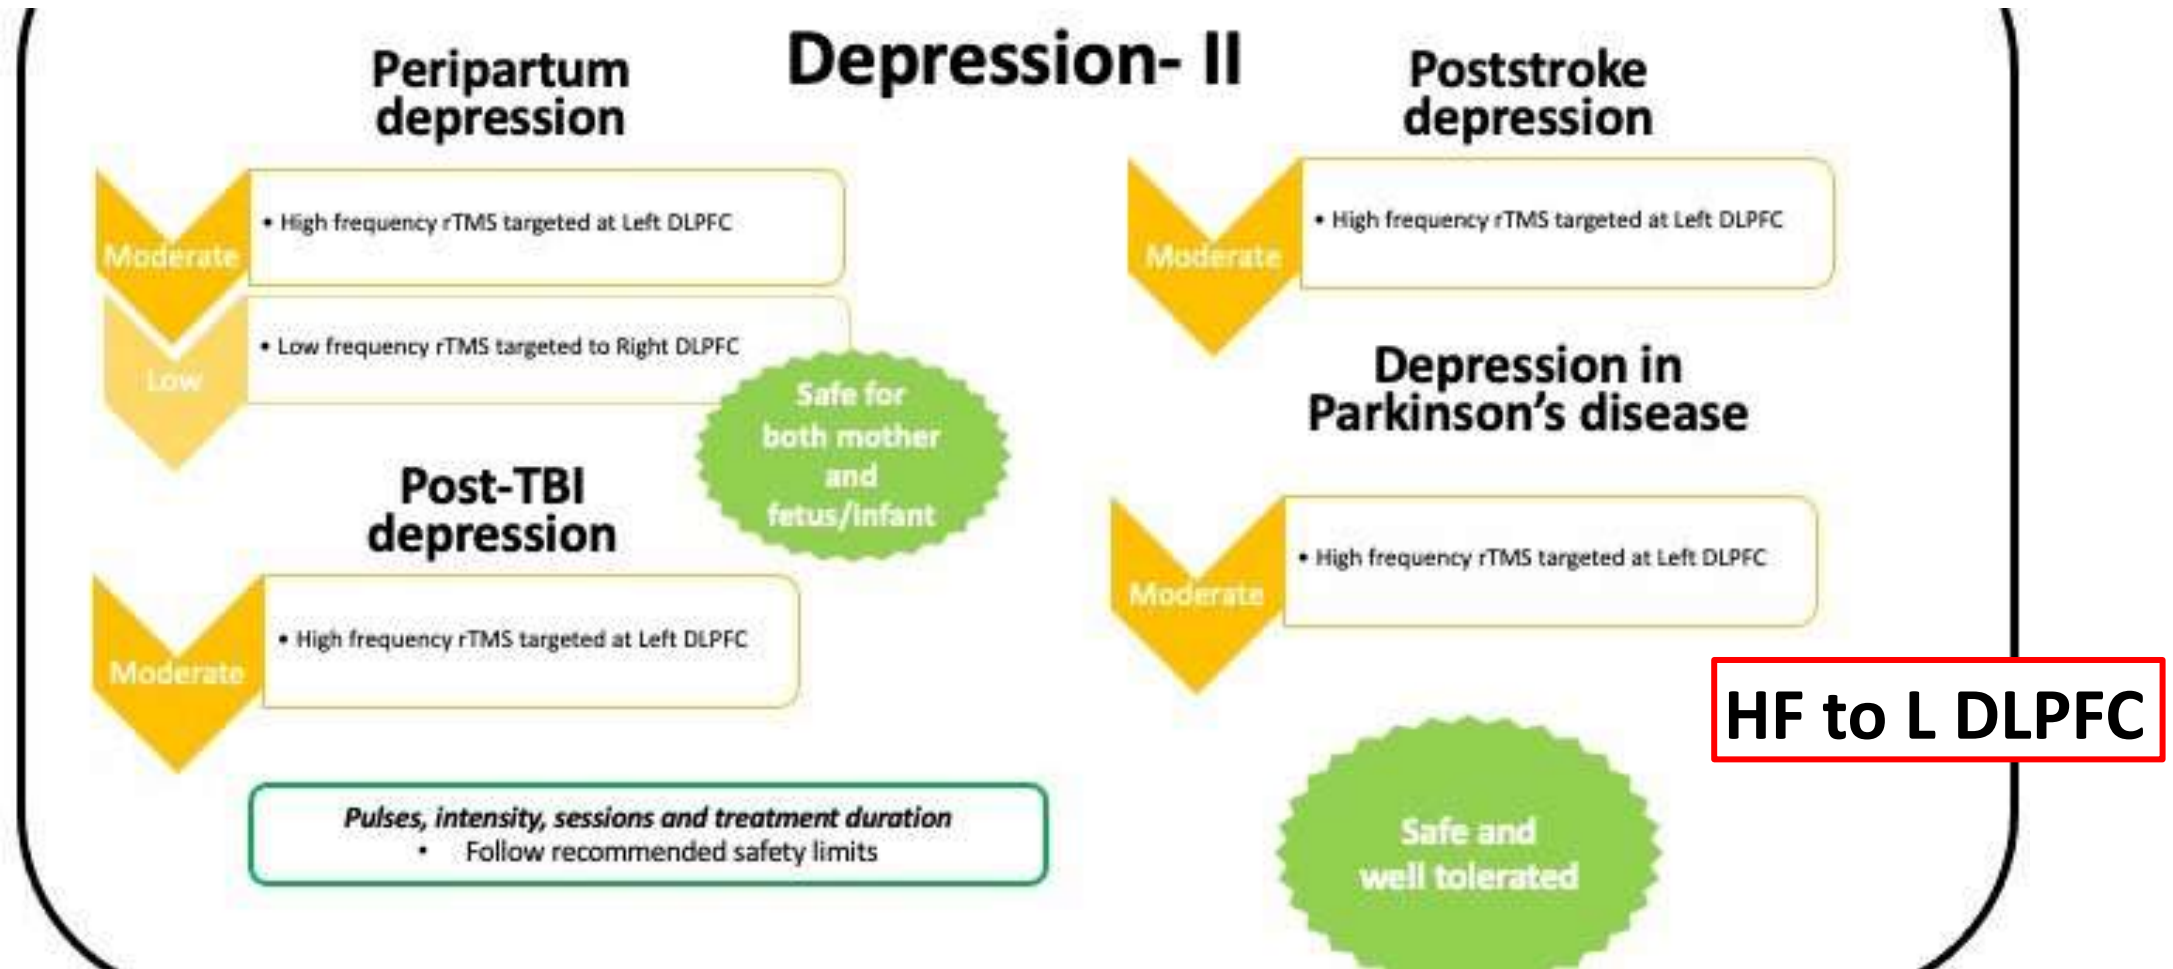 Depression- II
Peripartum
depression
Moderate
• High frequency rTMS targeted at Left DLPFC
Low
• Low frequency rTMS targeted to Right DLPFC
Safe for
both mother
and
fetus/infant
Post-TBI
depression
Moderate
• High frequency rTMS targeted at Left DLPFC
Pulses, intensity, sessions and treatment duration
• Follow recommended safety limits
Poststroke
depression
Moderate
• High frequency rTMS targeted at Left DLPFC
Depression in
Parkinson's disease
Moderate
• High frequency rTMS targeted at Left DLPFC
HF to L DLPFC
Safe and
well tolerated